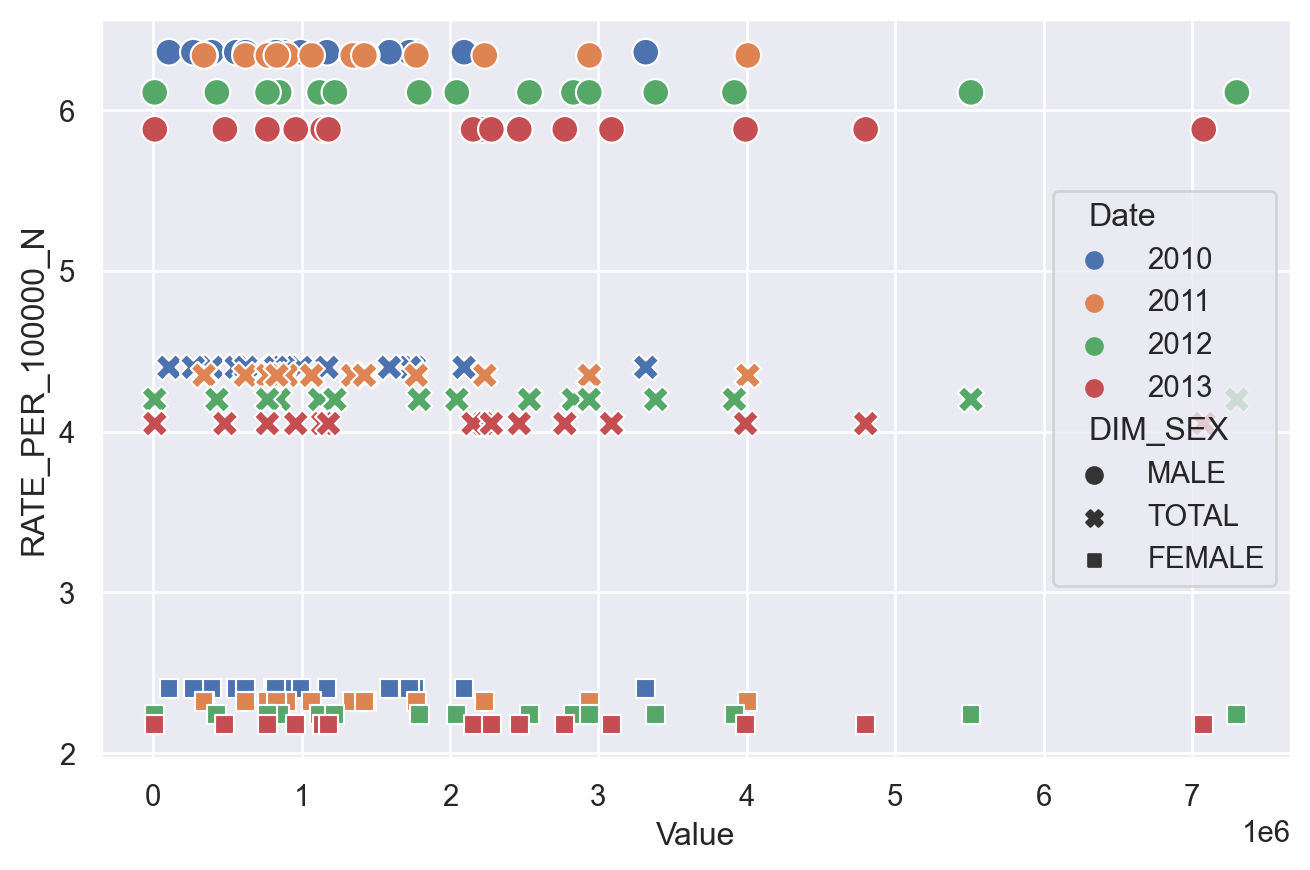 RATE_PER_100000_N
6
5
4
3
2
Date
2010
2011
2012
2013
DIM_SEX
MALE
TOTAL
FEMALE
0 1 2 3 4 5 6 7
1e6
Value